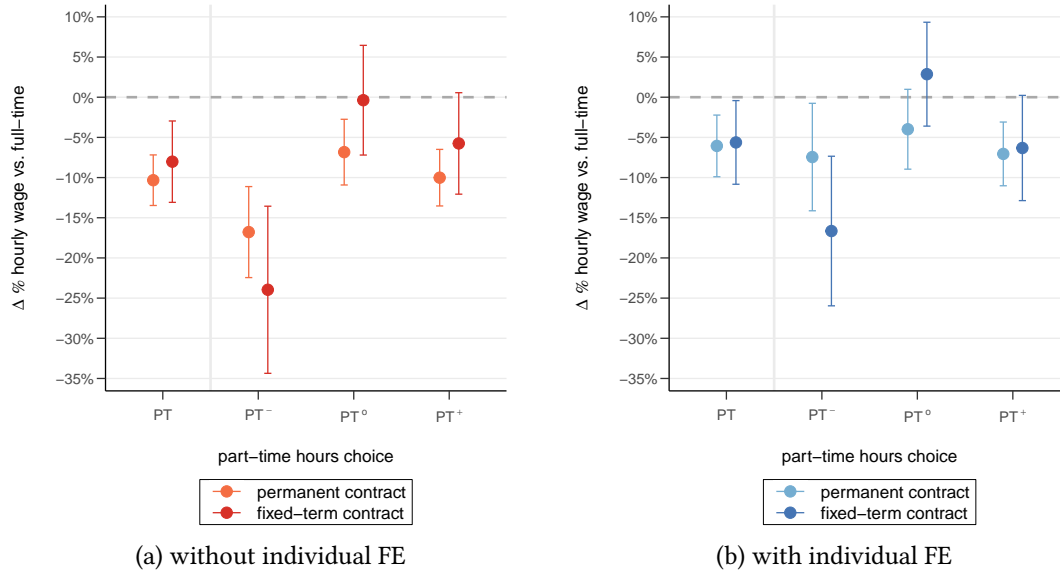 10%
5%
0%
−5%
−10%
−15%
−20%
−25%
−30%
−35%
Δ % hourly wage vs. full−time
PT PT⁻ PT⁰ PT⁺
part−time hours choice
permanent contract
fixed−term contract
(a) without individual FE
10%
5%
0%
−5%
−10%
−15%
−20%
−25%
−30%
−35%
Δ % hourly wage vs. full−time
PT PT⁻ PT⁰ PT⁺
part−time hours choice
permanent contract
fixed−term contract
(b) with individual FE